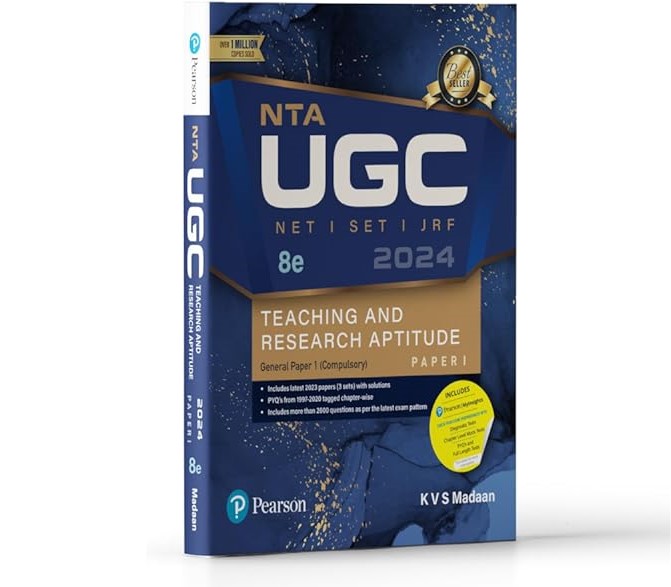 Pearson
NTA
UGC
TEACHING AND
RESEARCH APTITUDE
2024
PAPER I
8e
Madaan
OVER 1 MILLION
COPIES SOLD
Best
SELLER
NTA
UGC
NET | SET | JRF
8e
2024
TEACHING AND
RESEARCH APTITUDE
PAPER I
General Paper 1 (Compulsory)
• Includes latest 2023 papers (3 sets) with solutions
• PVQ's from 1997-2020 tagged chapter-wise
• Includes more than 2000 questions as per the latest exam pattern
INCLUDES
Pearson | MyInsights
Diagnostic Tests
Chapter Level Mock Tests
PYQs and
Full Length Tests
Pearson
K V S Madaan